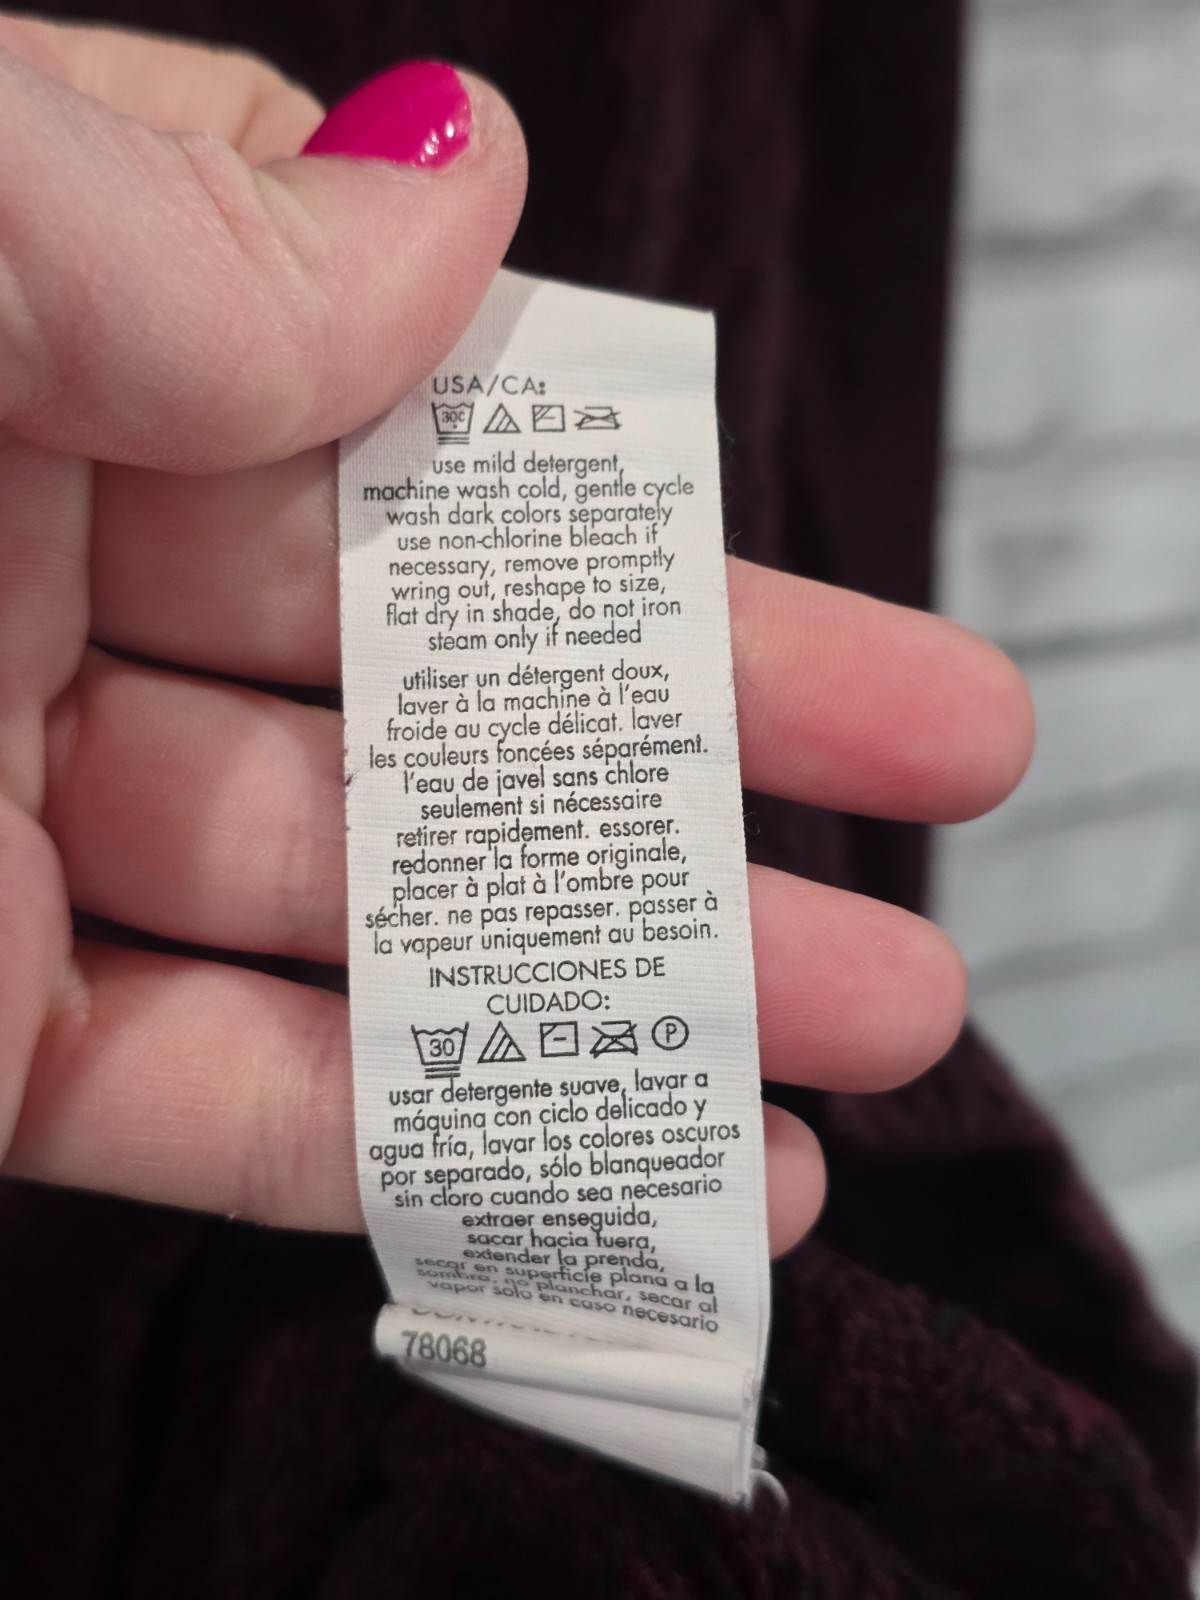 USA/CA:
30C
use mild detergent,
machine wash cold, gentle cycle
wash dark colors separately
use non-chlorine bleach if
necessary, remove promptly
wring out, reshape to size,
flat dry in shade, do not iron
steam only if needed
utiliser un détergent doux,
laver à la machine à l'eau
froide au cycle délicat. laver
les couleurs foncées séparément.
l'eau de javel sans chlore
seulement si nécessaire
retirer rapidement. essorer.
redonner la forme originale,
placer à plat à l'ombre pour
sécher. ne pas repasser. passer à
la vapeur uniquement au besoin.
INSTRUCCIONES DE
CUIDADO:
30 P
usar detergente suave, lavar a
máquina con ciclo delicado y
agua fría, lavar los colores oscuros
por separado, sólo blanqueador
sin cloro cuando sea necesario
extraer enseguida,
sacar hacia fuera,
extender la prenda,
secar en superficie plana a la
sombra, no planchar, secar al
vapor solo en caso necesario
78068